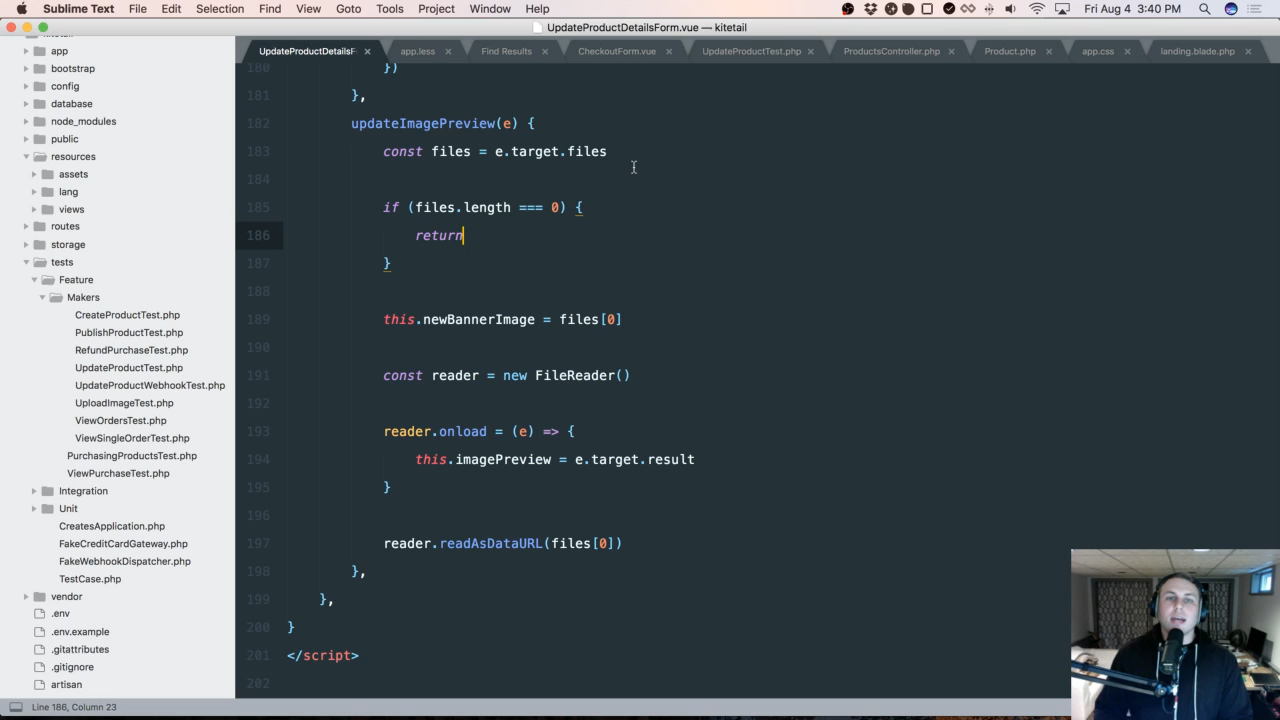 Sublime Text File Edit Selection Find View Goto Tools Project Window Help Fri Aug 4 3:40 PM
UpdateProductDetailsForm.vue — kitetail
UpdateProductDetailsF app.less Find Results CheckoutForm.vue UpdateProductTest.php ProductsController.php Product.php app.css landing.blade.php
app
bootstrap
config
database
node_modules
public
resources
assets
lang
views
routes
storage
tests
Feature
Makers
CreateProductTest.php
PublishProductTest.php
RefundPurchaseTest.php
UpdateProductTest.php
UpdateProductWebhookTest.php
UploadImageTest.php
ViewOrdersTest.php
ViewSingleOrderTest.php
PurchasingProductsTest.php
ViewPurchaseTest.php
Integration
Unit
CreatesApplication.php
FakeCreditCardGateway.php
FakeWebhookDispatcher.php
TestCase.php
vendor
.env
.env.example
.gitattributes
.gitignore
artisan
180 })
181 },
182 updateImagePreview(e) {
183 const files = e.target.files
184
185 if (files.length === 0) {
186 return
187 }
188
189 this.newBannerImage = files[0]
190
191 const reader = new FileReader()
192
193 reader.onload = (e) => {
194 this.imagePreview = e.target.result
195 }
196
197 reader.readAsDataURL(files[0])
198 },
199 },
200 }
201 </script>
202
Line 186, Column 23